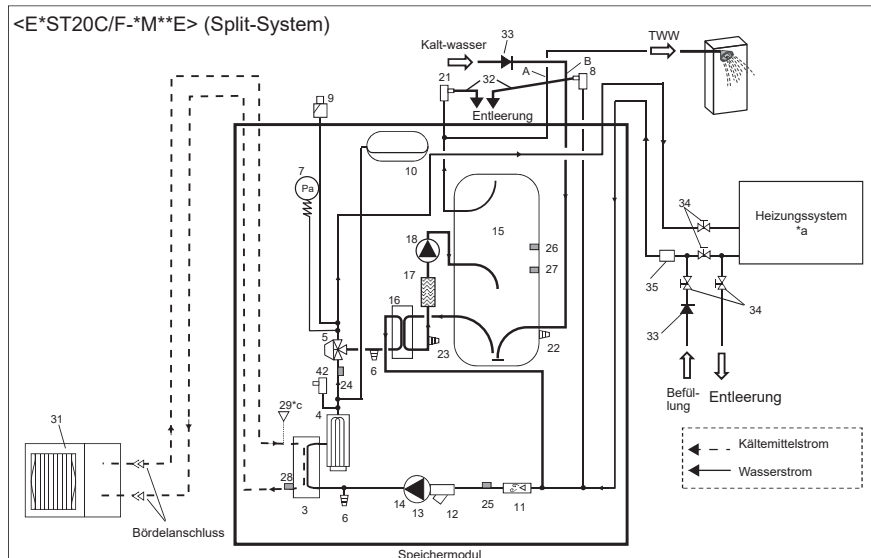 <E*ST20C/F-*M**E> (Split-System)
33
TWW
Kalt-wasser
B
A
8
21
32
9
Entleerung
10
7
Pa
34
Heizungssystem
*a
15
18
26
27
17
35
34
16
33
5
22
23
6
42
24
29*c
4
Befül-
lung
Entleerung
31
Kältemittelstrom
Wasserstrom
28
14
13
12
25
11
3
6
Bördelanschluss
Speichermodul